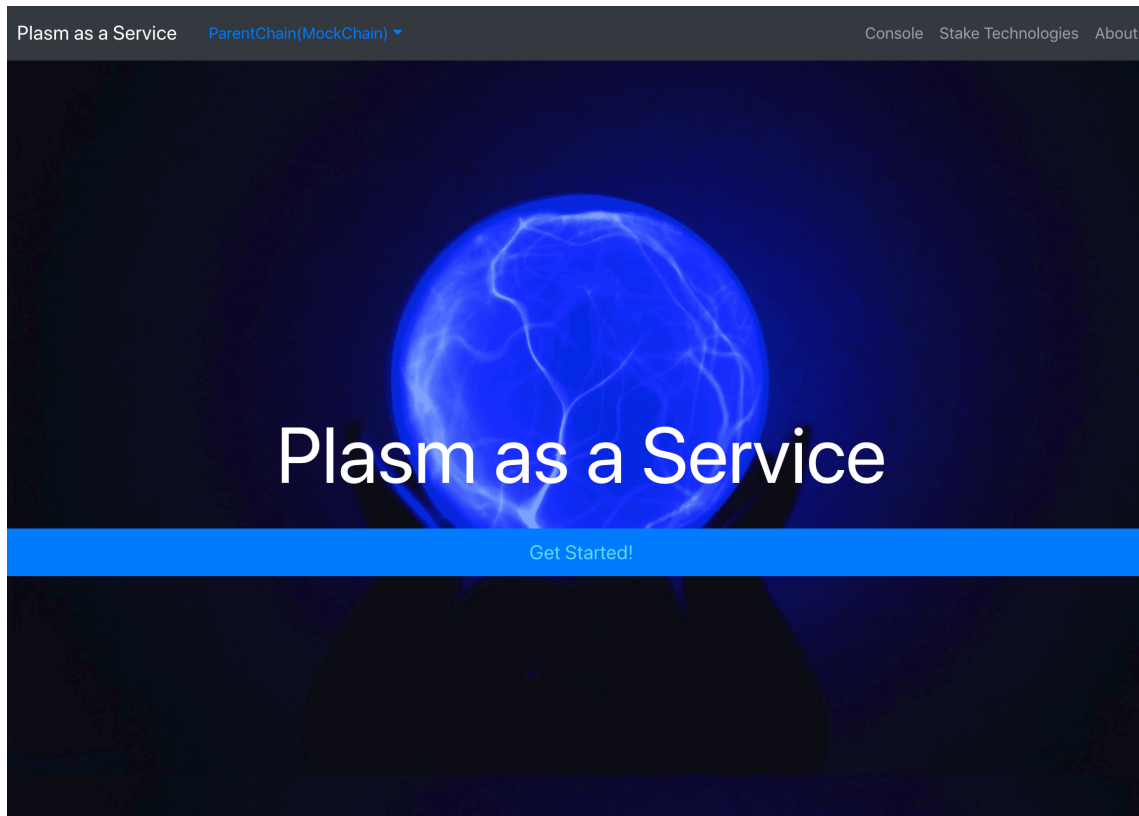 Plasm as a Service ParentChain(MockChain) Console Stake Technologies About
Plasm as a Service
Get Started!